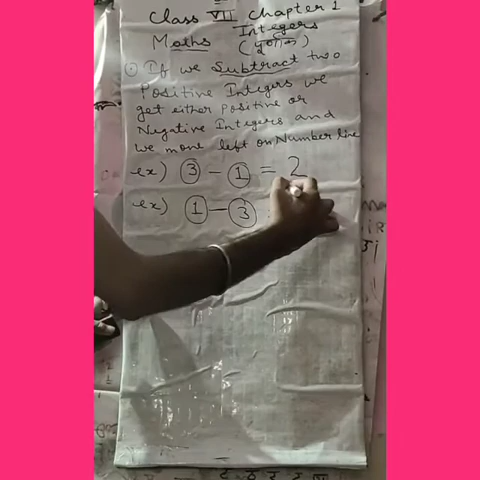 Class VII Chapter 1
Maths Integers
(पूर्णांक)
If we Subtract two
Positive Integers we
get either Positive or
Negative Integers and
we move left on Number line
ex) 3 - 1 = 2
ex) 1 - 3